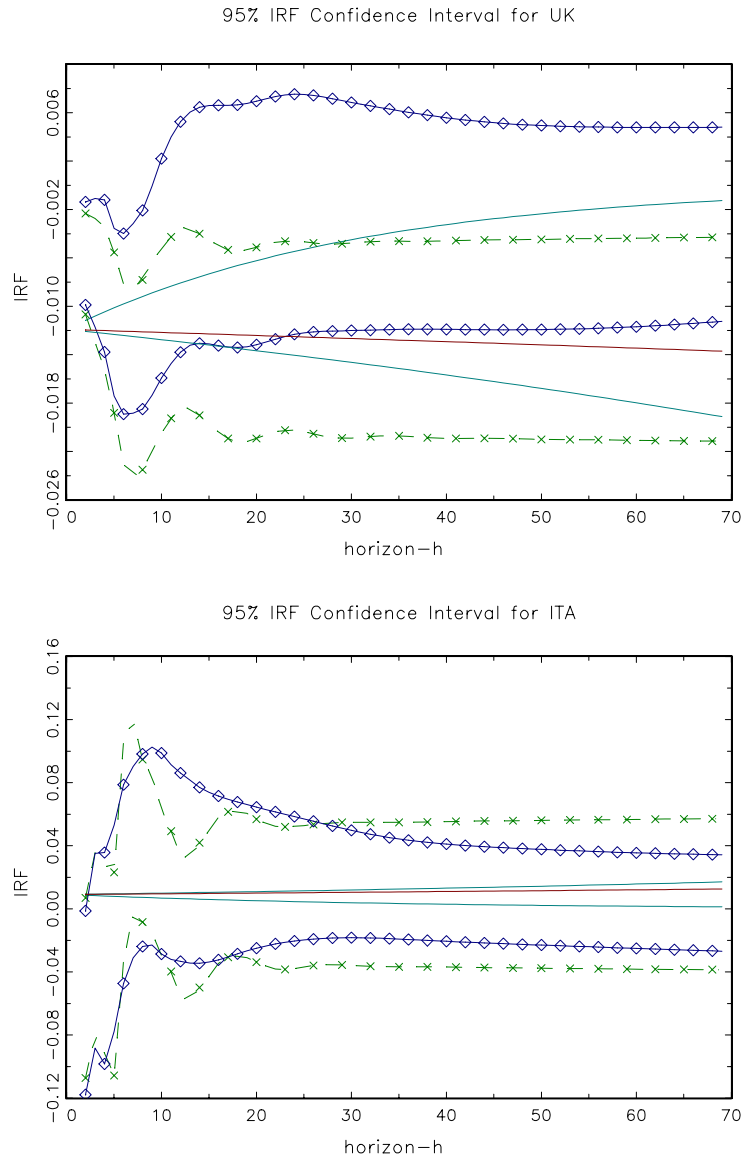 95% IRF Confidence Interval for UK
IRF
0.006
-0.002
-0.010
-0.018
-0.026
0 10 20 30 40 50 60 70
horizon-h
95% IRF Confidence Interval for ITA
IRF
0.16
0.12
0.08
0.04
0.00
-0.04
-0.08
-0.12
0 10 20 30 40 50 60 70
horizon-h